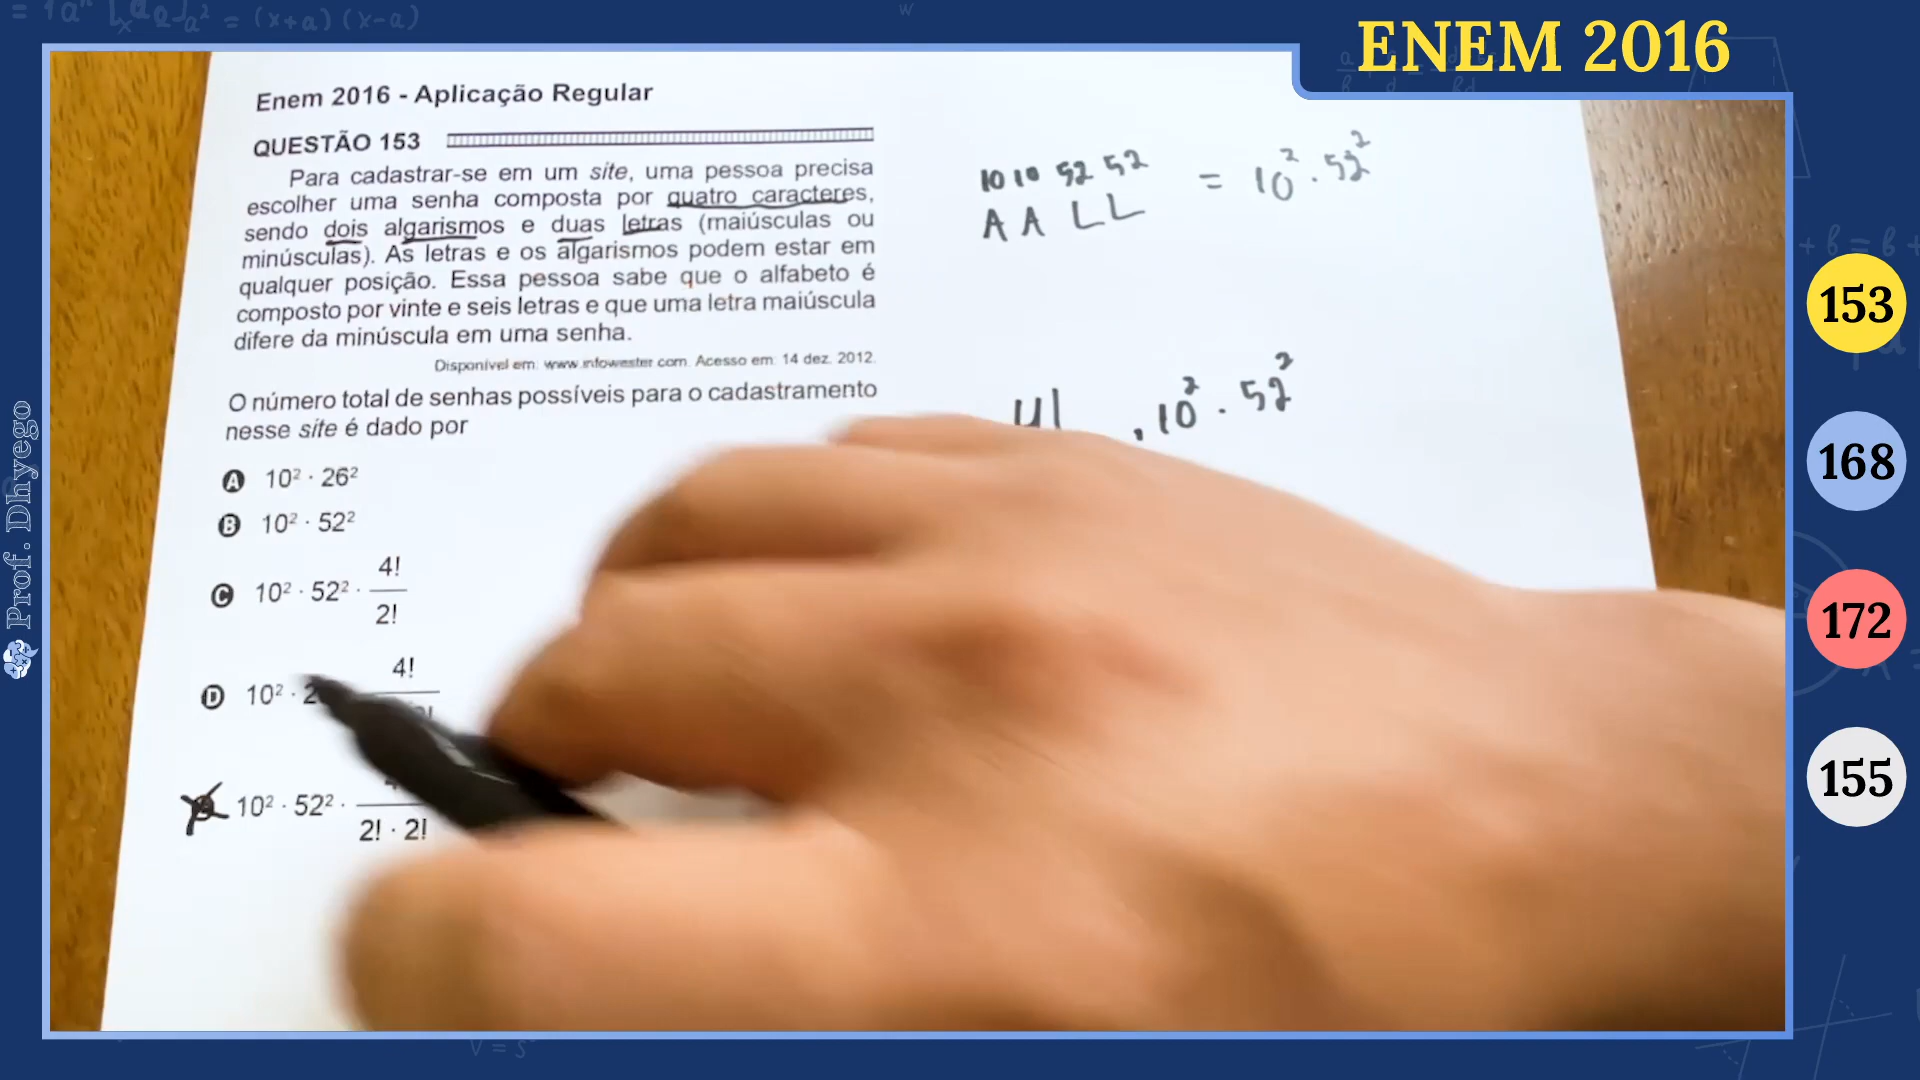 ENEM 2016
Enem 2016 - Aplicação Regular
QUESTÃO 153
Para cadastrar-se em um site, uma pessoa precisa
escolher uma senha composta por quatro caracteres,
sendo dois algarismos e duas letras (maiúsculas ou
minúsculas). As letras e os algarismos podem estar em
qualquer posição. Essa pessoa sabe que o alfabeto é
composto por vinte e seis letras e que uma letra maiúscula
difere da minúscula em uma senha.
Disponível em: www.infowester.com. Acesso em: 14 dez. 2012.
O número total de senhas possíveis para o cadastramento
nesse site é dado por
A 10² · 26²
B 10² · 52²
C 10² · 52² · 4!
2!
D 10² · 2 4!
2!
10² · 52² ·
2! · 2!
10 10 52 52
A A L L = 10² . 52²
4! . 10² . 52²
153
168
172
155
Prof. Dhyego
= (x+a) (x-a)